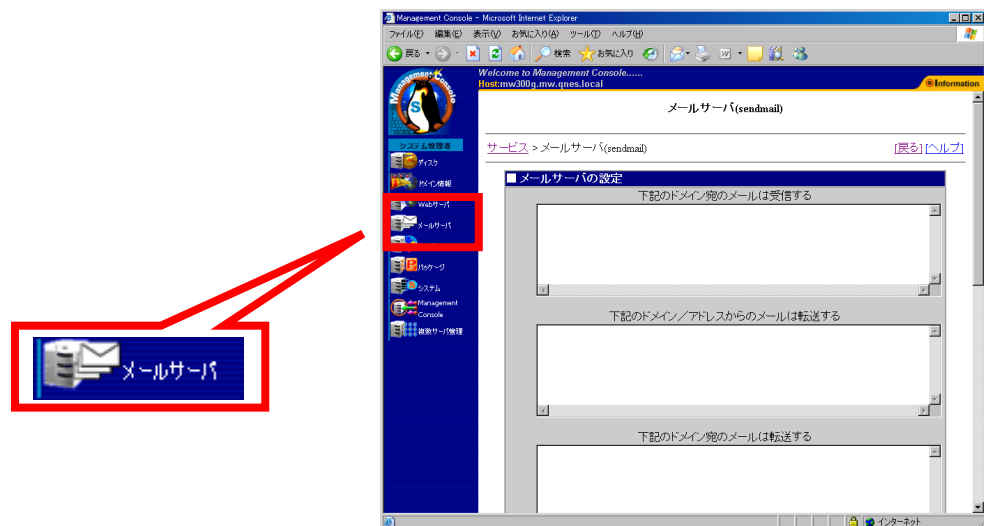 Management Console - Microsoft Internet Explorer
ファイル(F) 編集(E) 表示(V) お気に入り(A) ツール(T) ヘルプ(H)
戻る 検索 お気に入り
Welcome to Management Console......
Host:mw300g.mw.qnes.local
Information
Management Console
システム管理者
ディスク
ドメイン情報
Webサーバ
メールサーバ
パッケージ
システム
Management
Console
複数サーバ管理
メールサーバ(sendmail)
サービス > メールサーバ(sendmail) [戻る] [ヘルプ]
■ メールサーバの設定
下記のドメイン宛のメールは受信する
下記のドメイン／アドレスからのメールは転送する
下記のドメイン宛のメールは転送する
インターネット
メールサーバ